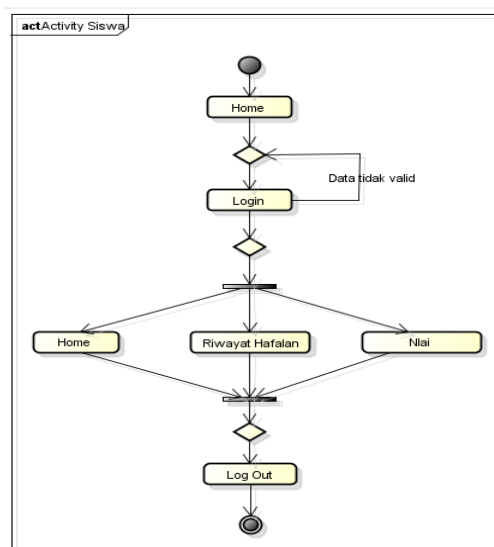 actActivity Siswa
Home
Data tidak valid
Login
Home
Riwayat Hafalan
Nlai
Log Out